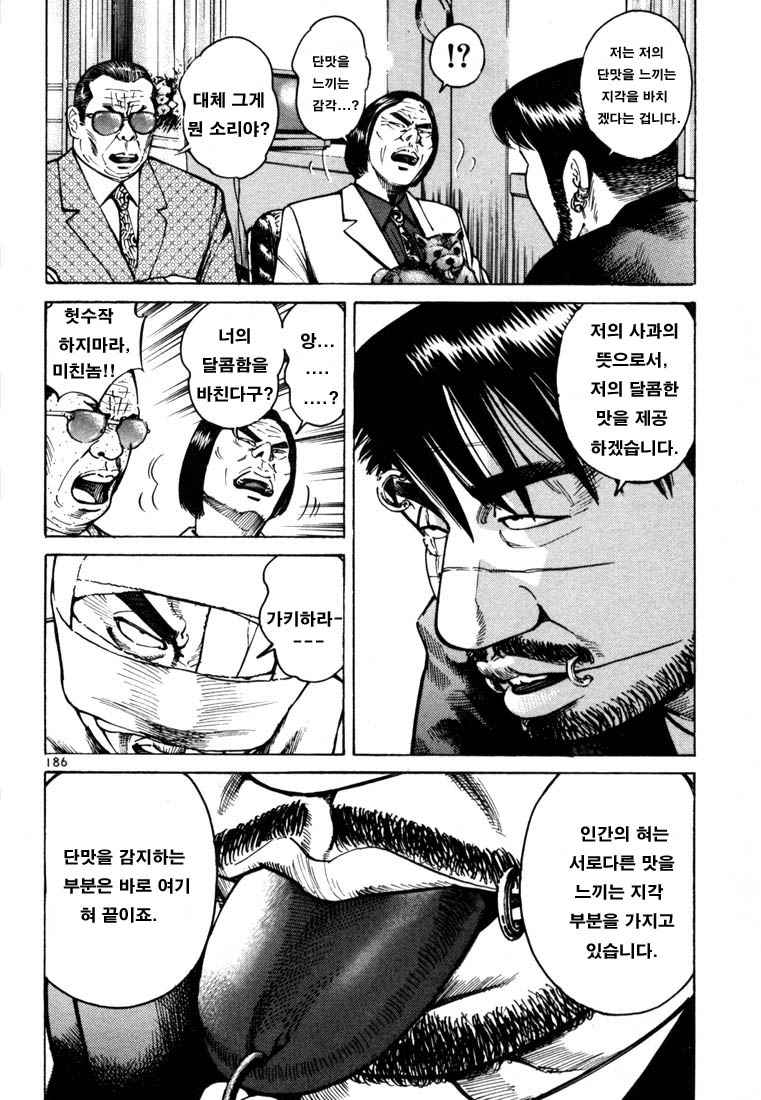 저는 저의
단맛을 느끼는
지각을 바치
겠다는 겁니다.
!?
단맛을
느끼는
감각...?
대체 그게
뭔 소리야?
저의 사과의
뜻으로서,
저의 달콤한
맛을 제공
하겠습니다.
앙...
....
....?
너의
달콤함을
바친다구?
헛수작
하지마라,
미친놈!!
가키하라-
---
186
인간의 혀는
서로다른 맛을
느끼는 지각
부분을 가지고
있습니다.
단맛을 감지하는
부분은 바로 여기
혀 끝이죠.